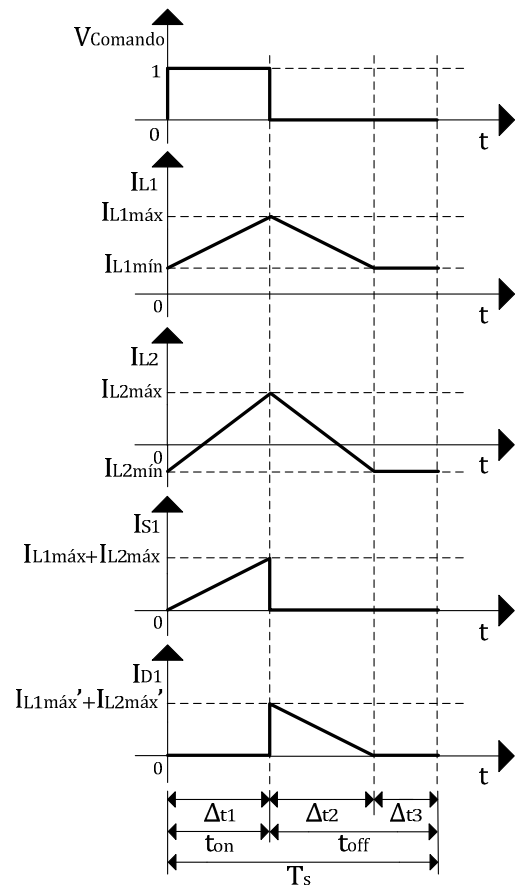 VComando
1
0
t
IL1
IL1máx
IL1mín
0
t
IL2
IL2máx
0
IL2mín
t
IS1
IL1máx+IL2máx
0
t
ID1
IL1máx'+IL2máx'
0
t
Δt1 Δt2 Δt3
ton toff
Ts